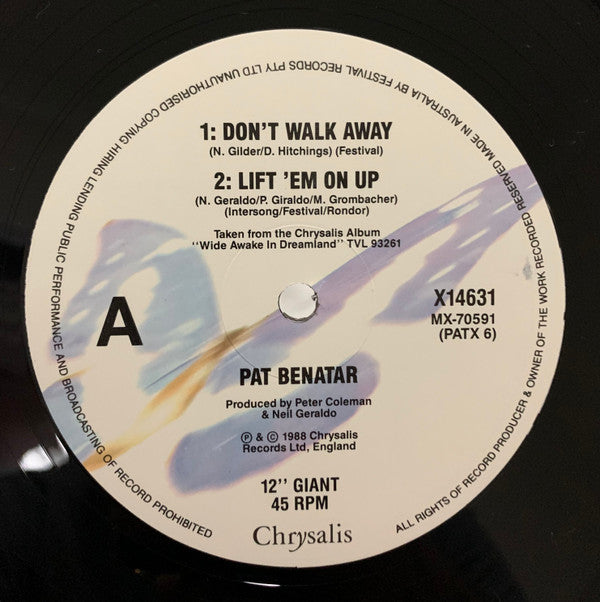 1: DON'T WALK AWAY
(N. Gilder/D. Hitchings) (Festival)
2: LIFT 'EM ON UP
(N. Geraldo/P. Giraldo/M. Grombacher)
(Intersong/Festival/Rondor)
Taken from the Chrysalis Album
''Wide Awake In Dreamland'' TVL 93261
A
X14631
MX-70591
(PATX 6)
PAT BENATAR
Produced by Peter Coleman
& Neil Geraldo
Ⓟ & © 1988 Chrysalis
Records Ltd, England
12'' GIANT
45 RPM
Chrysalis
ALL RIGHTS OF RECORD PRODUCER & OWNER OF THE WORK RECORDED RESERVED MADE IN AUSTRALIA BY FESTIVAL RECORDS PTY LTD UNAUTHORISED COPYING HIRING LENDING PUBLIC PERFORMANCE AND BROADCASTING OF RECORD PROHIBITED